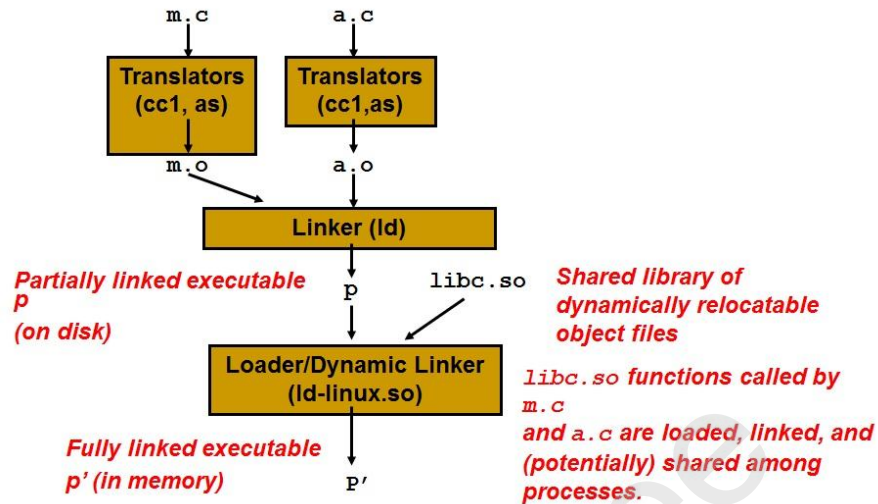 m.c
a.c
Translators
(cc1, as)
Translators
(cc1,as)
m.o
a.o
Linker (ld)
Partially linked executable
p
(on disk)
p
libc.so
Shared library of
dynamically relocatable
object files
Loader/Dynamic Linker
(ld-linux.so)
libc.so functions called by
m.c
and a.c are loaded, linked, and
(potentially) shared among
processes.
Fully linked executable
p’ (in memory)
P’